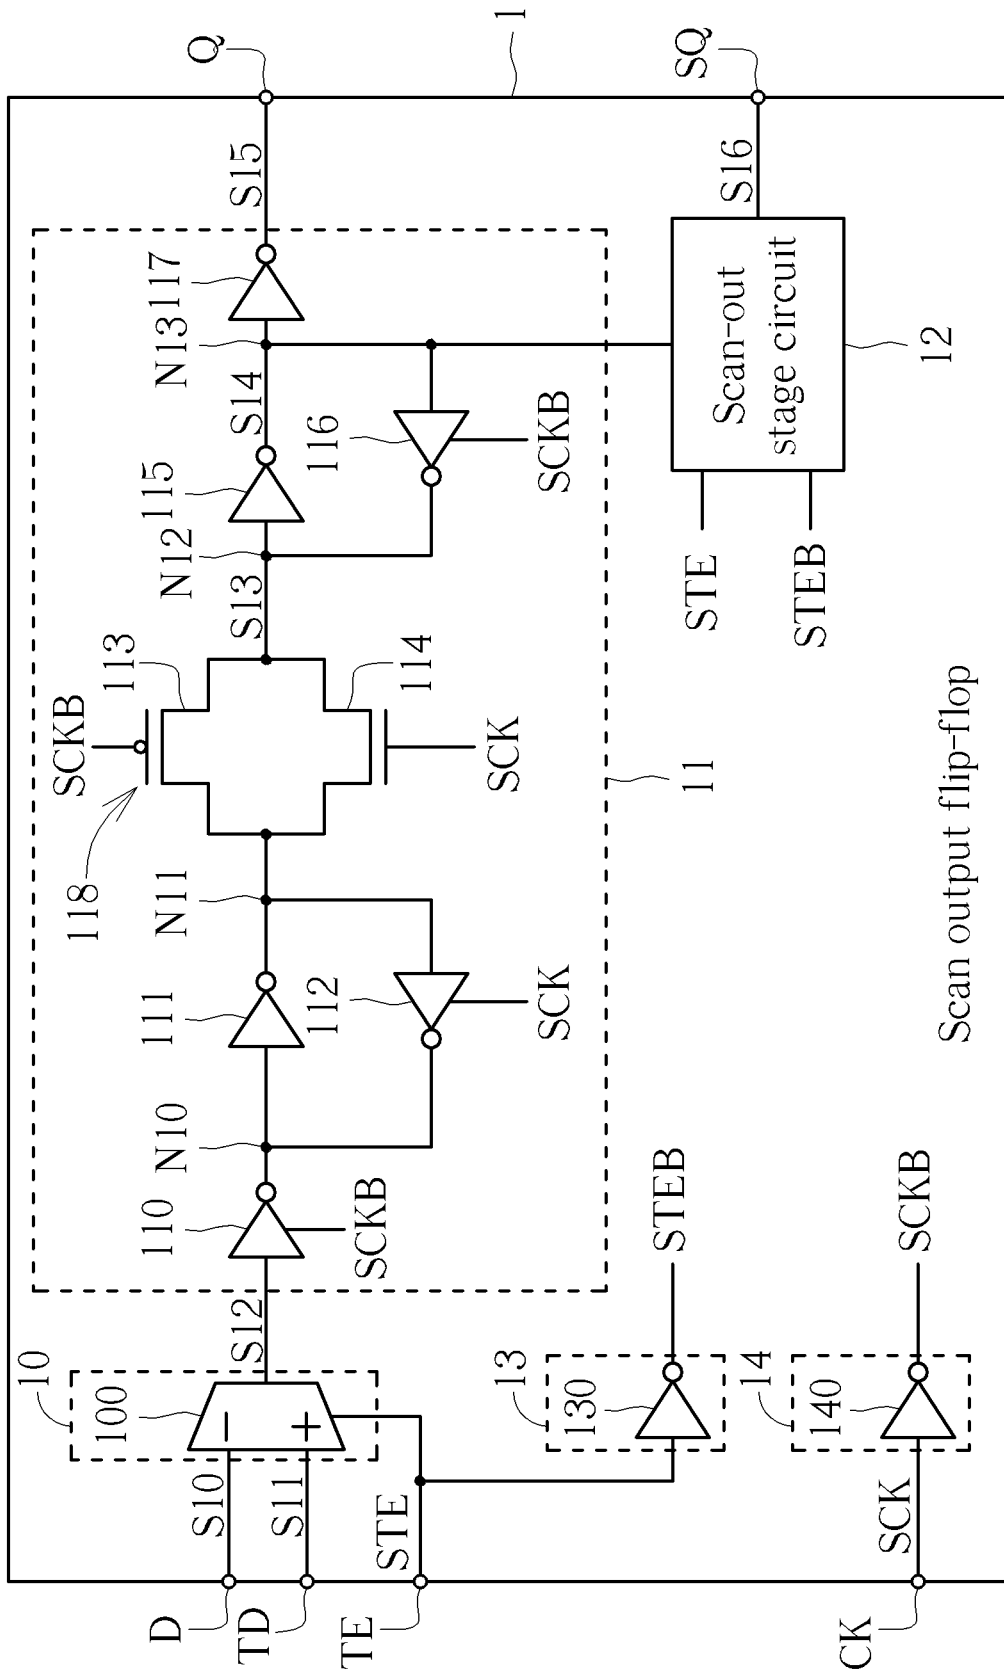 1
Q
SQ
S15
S16
117
N13
S14
116
SCKB
115
N12
S13
Scan-out
stage circuit
12
STE
STEB
113
SCKB
118
114
SCK
11
N11
111
112
SCK
N10
110
SCKB
S12
10
100
S10
S11
STE
13
130
STEB
14
140
SCK
SCKB
D
TD
TE
CK
Scan output flip-flop